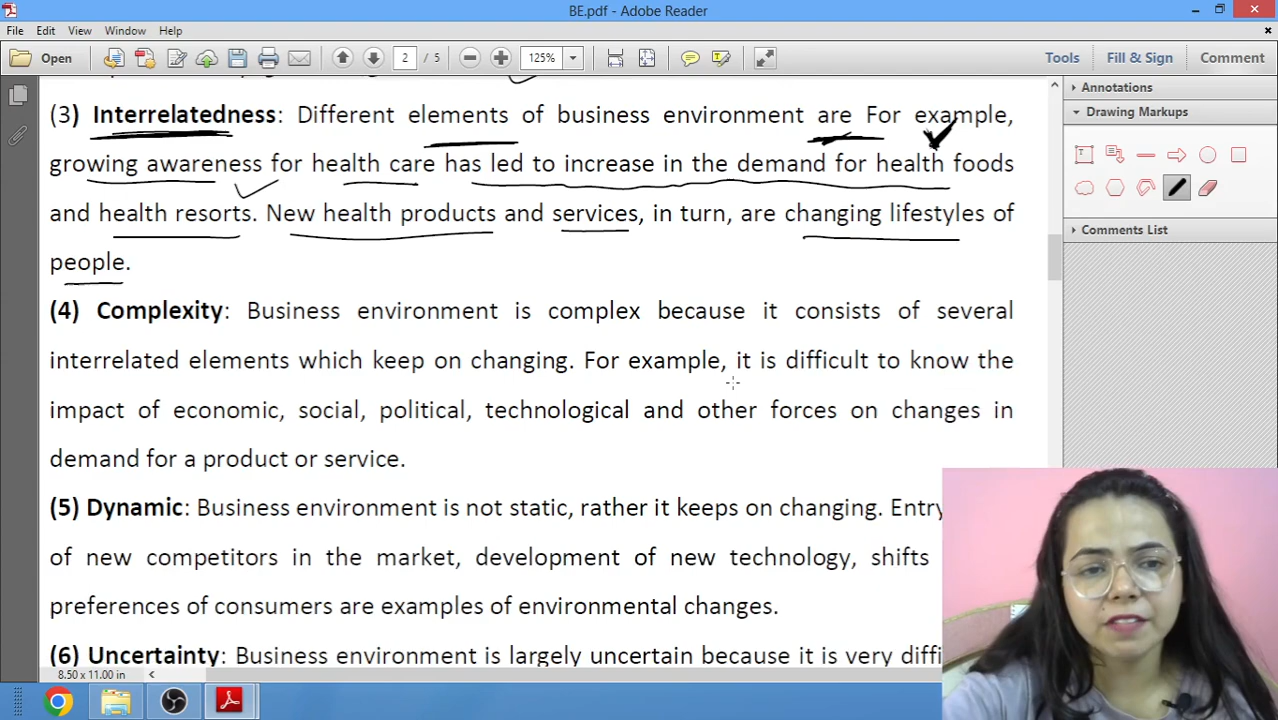 BE.pdf - Adobe Reader
File Edit View Window Help
Open 2 / 5 125% Tools Fill & Sign Comment
(3) Interrelatedness: Different elements of business environment are For example,
growing awareness for health care has led to increase in the demand for health foods
and health resorts. New health products and services, in turn, are changing lifestyles of
people.
(4) Complexity: Business environment is complex because it consists of several
interrelated elements which keep on changing. For example, it is difficult to know the
impact of economic, social, political, technological and other forces on changes in
demand for a product or service.
(5) Dynamic: Business environment is not static, rather it keeps on changing. Entry
of new competitors in the market, development of new technology, shifts
preferences of consumers are examples of environmental changes.
(6) Uncertainty: Business environment is largely uncertain because it is very diffi
8.50 x 11.00 in
Annotations
Drawing Markups
Comments List